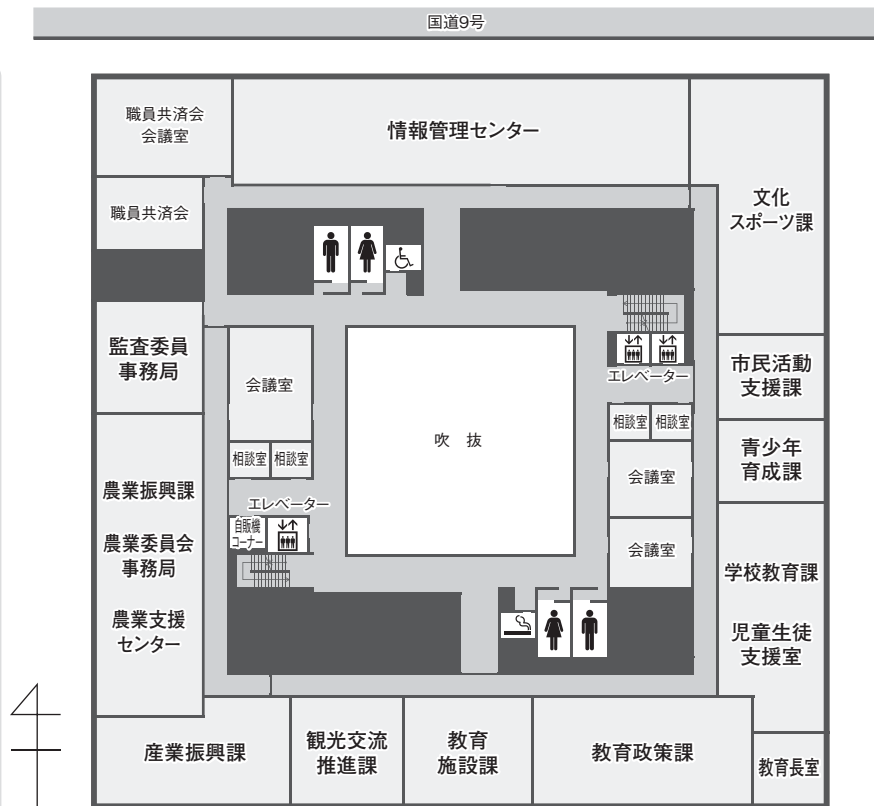 国道9号
職員共済会
会議室
情報管理センター
文化
スポーツ課
職員共済会
監査委員
事務局
会議室
吹 抜
エレベーター
市民活動
支援課
相談室 相談室
青少年
育成課
相談室 相談室
会議室
農業振興課
エレベーター
自販機
コーナー
農業委員会
事務局
会議室
学校教育課
農業支援
センター
児童生徒
支援室
産業振興課
観光交流
推進課
教育
施設課
教育政策課
教育長室